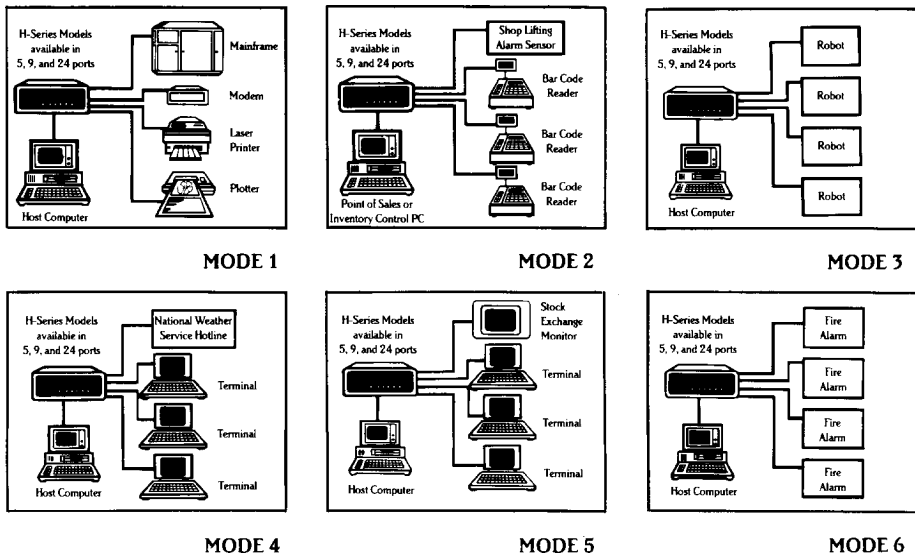 H-Series Models
available in
5, 9, and 24 ports
Mainframe
Modem
Laser
Printer
Plotter
Host Computer
MODE 1
H-Series Models
available in
5, 9, and 24 ports
Shop Lifting
Alarm Sensor
Bar Code
Reader
Bar Code
Reader
Bar Code
Reader
Point of Sales or
Inventory Control PC
MODE 2
H-Series Models
available in
5, 9, and 24 ports
Robot
Robot
Robot
Robot
Host Computer
MODE 3
H-Series Models
available in
5, 9, and 24 ports
National Weather
Service Hotline
Terminal
Terminal
Terminal
Host Computer
MODE 4
H-Series Models
available in
5, 9, and 24 ports
Stock
Exchange
Monitor
Terminal
Terminal
Terminal
Host Computer
MODE 5
H-Series Models
available in
5, 9, and 24 ports
Fire
Alarm
Fire
Alarm
Fire
Alarm
Fire
Alarm
Host Computer
MODE 6